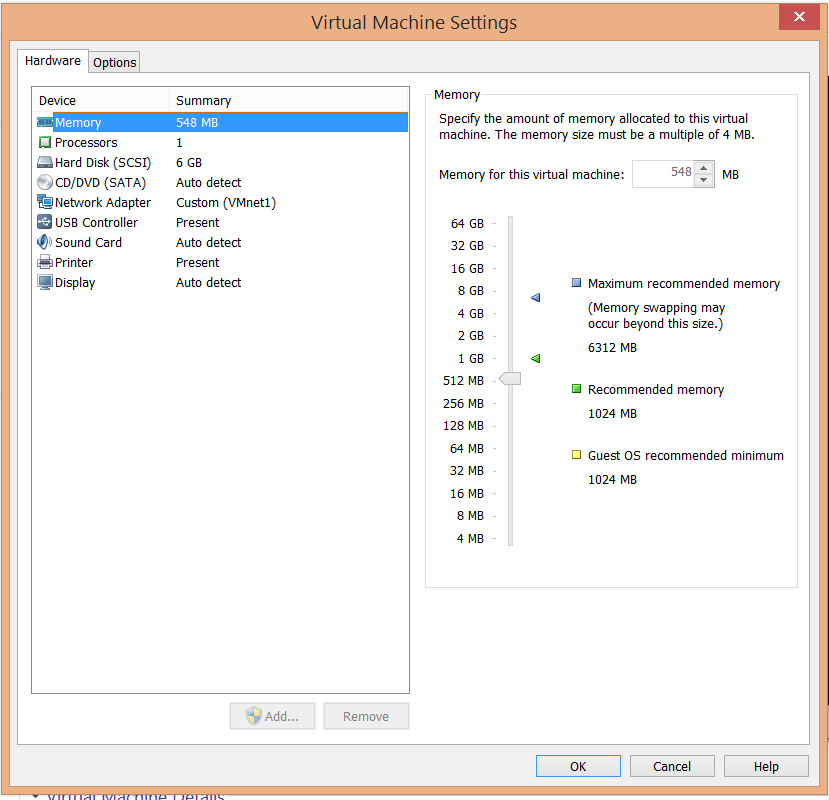 Virtual Machine Settings
Hardware
Options
Device Summary
Memory 548 MB
Processors 1
Hard Disk (SCSI) 6 GB
CD/DVD (SATA) Auto detect
Network Adapter Custom (VMnet1)
USB Controller Present
Sound Card Auto detect
Printer Present
Display Auto detect
Add...
Remove
Memory
Specify the amount of memory allocated to this virtual
machine. The memory size must be a multiple of 4 MB.
Memory for this virtual machine: 548 MB
64 GB
32 GB
16 GB
8 GB
4 GB
2 GB
1 GB
512 MB
256 MB
128 MB
64 MB
32 MB
16 MB
8 MB
4 MB
Maximum recommended memory
(Memory swapping may
occur beyond this size.)
6312 MB
Recommended memory
1024 MB
Guest OS recommended minimum
1024 MB
OK
Cancel
Help
Virtual Machine Details